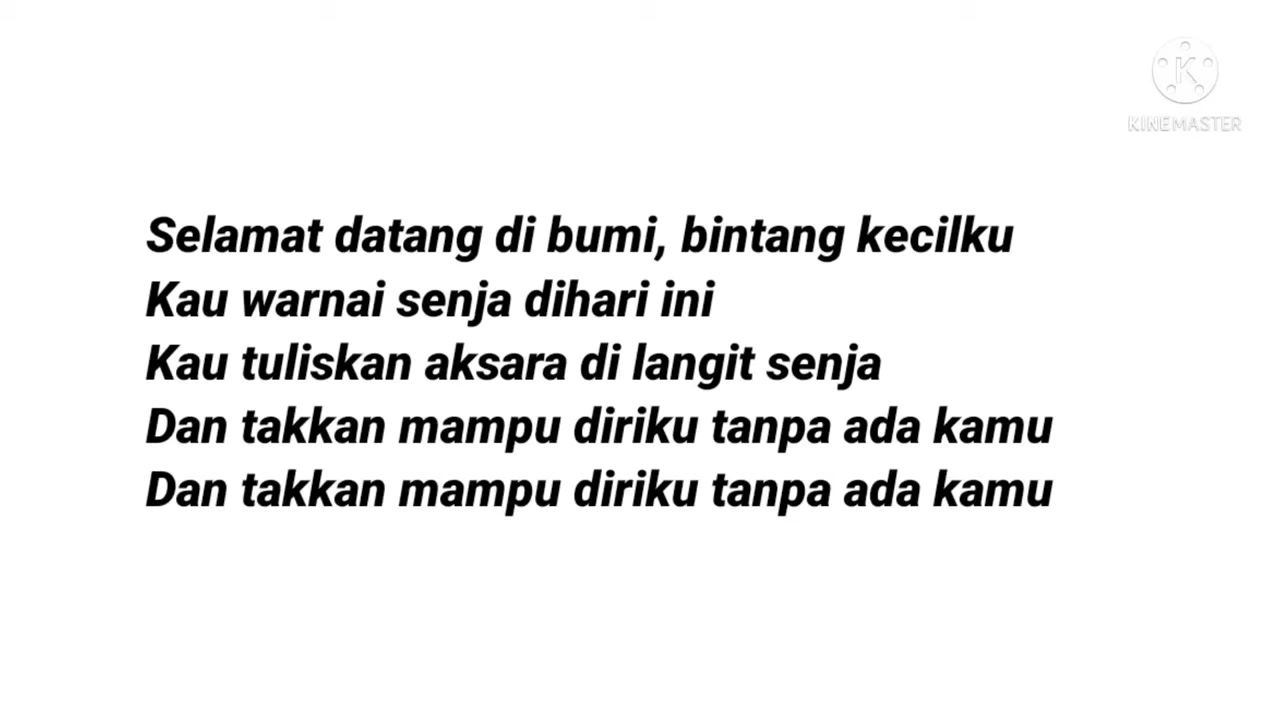 KINEMASTER
Selamat datang di bumi, bintang kecilku
Kau warnai senja dihari ini
Kau tuliskan aksara di langit senja
Dan takkan mampu diriku tanpa ada kamu
Dan takkan mampu diriku tanpa ada kamu